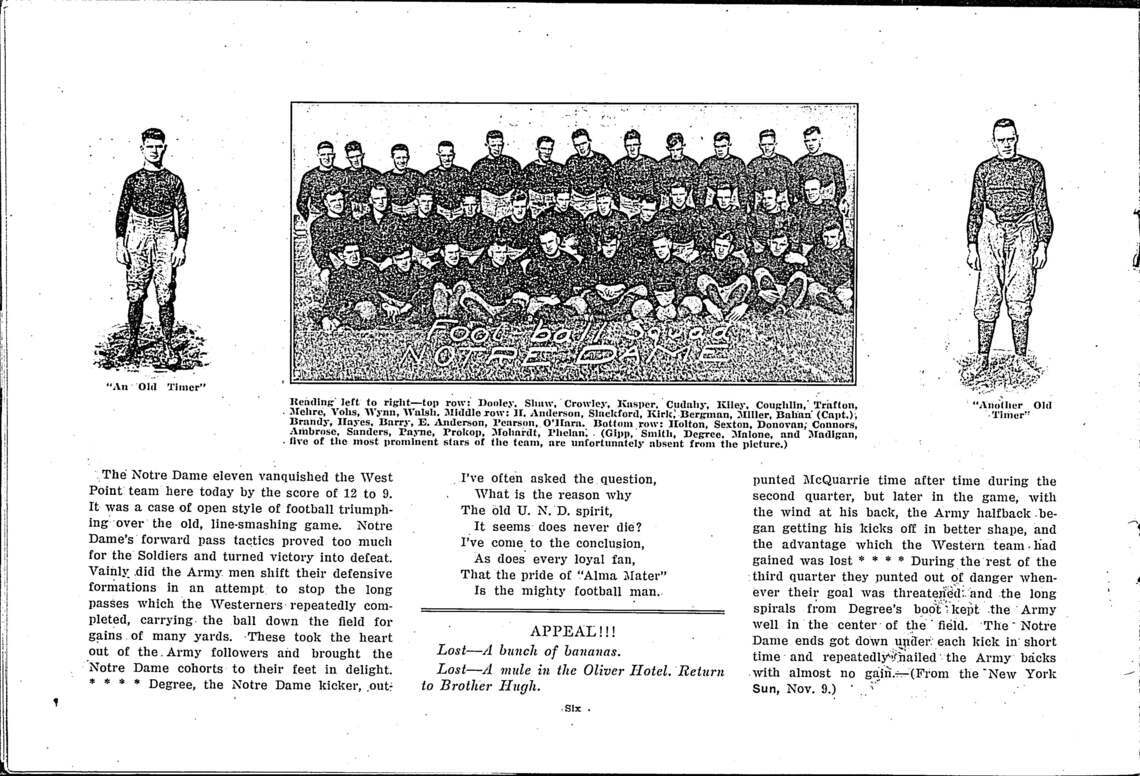 Foot ball Squad
NOTRE DAME
"An Old Timer"
Reading left to right—top row: Dooley, Shaw, Crowley, Kasper, Cudahy, Kiley, Coughlin, Trafton,
Mehre, Vohs, Wynn, Walsh. Middle row: H. Anderson, Slackford, Kirk, Bergman, Miller, Bahan (Capt.),
Brandy, Hayes, Barry, E. Anderson, Pearson, O'Hara. Bottom row: Holton, Sexton, Donovan, Connors,
Ambrose, Sanders, Payne, Prokop, Mohardt, Phelan. (Gipp, Smith, Degree, Malone, and Madigan,
five of the most prominent stars of the team, are unfortunately absent from the picture.)
"Another Old
Timer"
The Notre Dame eleven vanquished the West
Point team here today by the score of 12 to 9.
It was a case of open style of football triumph-
ing over the old, line-smashing game. Notre
Dame's forward pass tactics proved too much
for the Soldiers and turned victory into defeat.
Vainly did the Army men shift their defensive
formations in an attempt to stop the long
passes which the Westerners repeatedly com-
pleted, carrying the ball down the field for
gains of many yards. These took the heart
out of the Army followers and brought the
Notre Dame cohorts to their feet in delight.
* * * * Degree, the Notre Dame kicker, out-
I've often asked the question,
What is the reason why
The old U. N. D. spirit,
It seems does never die?
I've come to the conclusion,
As does every loyal fan,
That the pride of "Alma Mater"
Is the mighty football man.
APPEAL!!!
Lost—A bunch of bananas.
Lost—A mule in the Oliver Hotel. Return
to Brother Hugh.
punted McQuarrie time after time during the
second quarter, but later in the game, with
the wind at his back, the Army halfback be-
gan getting his kicks off in better shape, and
the advantage which the Western team had
gained was lost * * * * During the rest of the
third quarter they punted out of danger when-
ever their goal was threatened and the long
spirals from Degree's boot kept the Army
well in the center of the field. The Notre
Dame ends got down under each kick in short
time and repeatedly nailed the Army backs
with almost no gain.—(From the New York
Sun, Nov. 9.)
Six